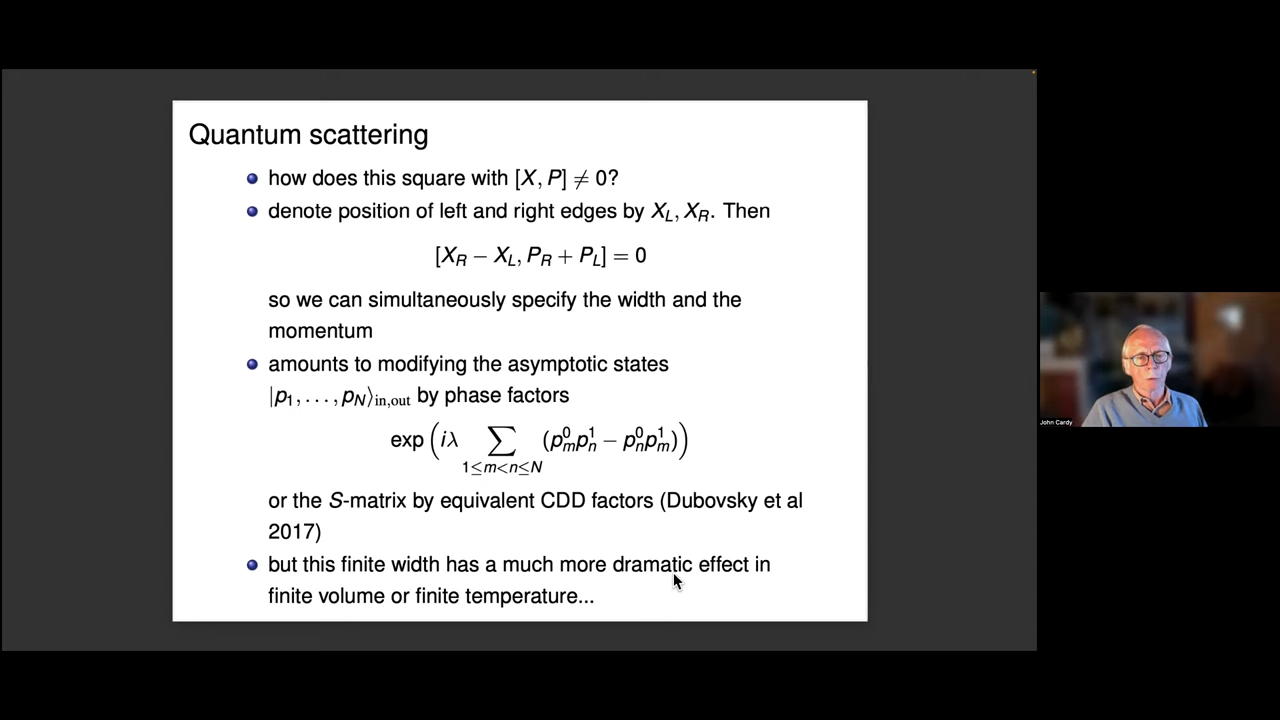 Quantum scattering
how does this square with [X, P] ≠ 0?
denote position of left and right edges by X_L, X_R. Then
[X_R − X_L, P_R + P_L] = 0
so we can simultaneously specify the width and the
momentum
amounts to modifying the asymptotic states
|p_1, . . . , p_N⟩_in,out by phase factors
exp (iλ ∑_{1≤m<n≤N} (p_m^0 p_n^1 − p_n^0 p_m^1))
or the S-matrix by equivalent CDD factors (Dubovsky et al
2017)
but this finite width has a much more dramatic effect in
finite volume or finite temperature...
John Cardy